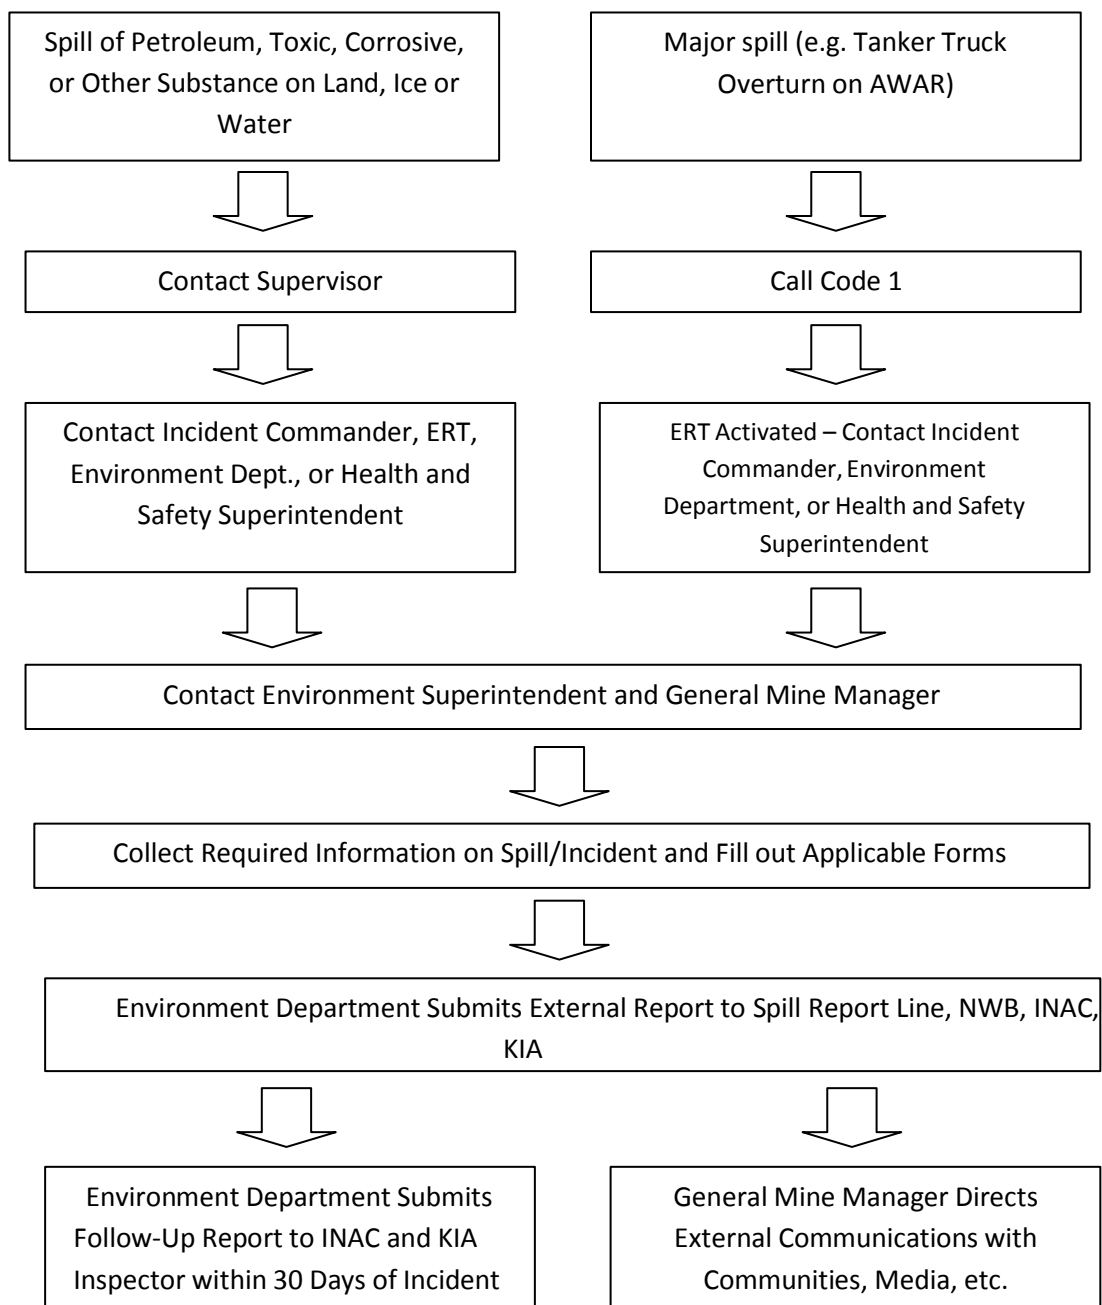 Spill of Petroleum, Toxic, Corrosive,
or Other Substance on Land, Ice or
Water
Major spill (e.g. Tanker Truck
Overturn on AWAR)
Contact Supervisor
Call Code 1
Contact Incident Commander, ERT,
Environment Dept., or Health and
Safety Superintendent
ERT Activated – Contact Incident
Commander, Environment
Department, or Health and Safety
Superintendent
Contact Environment Superintendent and General Mine Manager
Collect Required Information on Spill/Incident and Fill out Applicable Forms
Environment Department Submits External Report to Spill Report Line, NWB, INAC,
KIA
Environment Department Submits
Follow-Up Report to INAC and KIA
Inspector within 30 Days of Incident
General Mine Manager Directs
External Communications with
Communities, Media, etc.